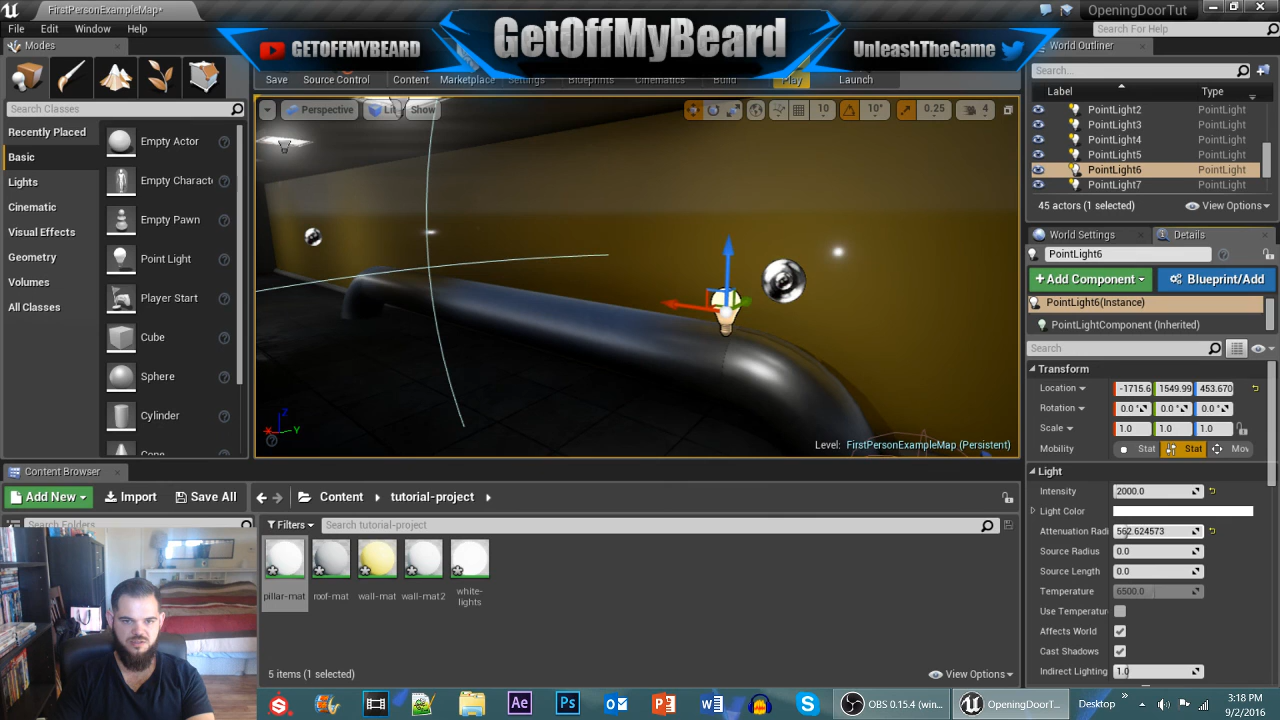 FirstPersonExampleMap*
OpeningDoorTut
File Edit Window Help
GETOFFMYBEARD
GetOffMyBeard
UnleashTheGame
Search For Help
Modes
World Outliner
Save Source Control Content Marketplace Settings Blueprints Cinematics Build Play Launch
Search...
Label Type
Search Classes
Perspective Lit Show
10 10° 0.25 4
PointLight2 PointLight
PointLight3 PointLight
PointLight4 PointLight
PointLight5 PointLight
PointLight6 PointLight
PointLight7 PointLight
45 actors (1 selected) View Options
Recently Placed
Basic
Lights
Cinematic
Visual Effects
Geometry
Volumes
All Classes
Empty Actor
Empty Charact
Empty Pawn
Point Light
Player Start
Cube
Sphere
Cylinder
Cone
Z
X Y
Level: FirstPersonExampleMap (Persistent)
World Settings Details
PointLight6
+Add Component Blueprint/Add
PointLight6(Instance)
PointLightComponent (Inherited)
Search
Transform
Location -1715.6 1549.99 453.670
Rotation 0.0 ° 0.0 ° 0.0 °
Scale 1.0 1.0 1.0
Mobility Stat Stat Mov
Light
Intensity 2000.0
Light Color
Attenuation Radi 562.624573
Source Radius 0.0
Source Length 0.0
Temperature 6500.0
Use Temperatur
Affects World
Cast Shadows
Indirect Lighting 1.0
Content Browser
Add New Import Save All
Content tutorial-project
Search Folders
Filters Search tutorial-project
pillar-mat
roof-mat
wall-mat
wall-mat2
white-
lights
5 items (1 selected) View Options
Ae Ps
OBS 0.15.4 (win...
OpeningDoorTut...
Desktop
3:18 PM
9/2/2016